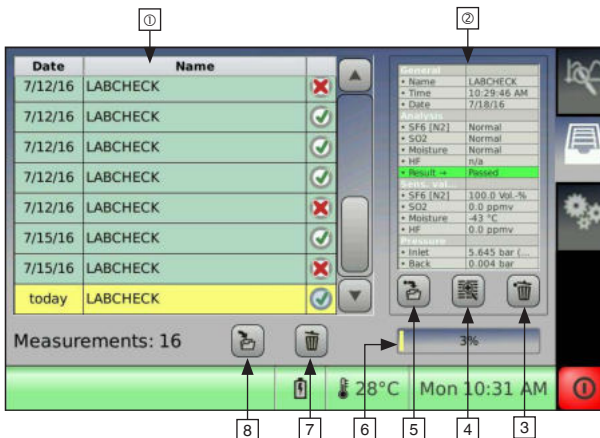 ① ②
Date Name
7/12/16 LABCHECK
7/12/16 LABCHECK
7/12/16 LABCHECK
7/12/16 LABCHECK
7/12/16 LABCHECK
7/15/16 LABCHECK
7/15/16 LABCHECK
today LABCHECK
General
• Name LABCHECK
• Time 10:29:46 AM
• Date 7/18/16
Analysis
• SF6 [N2] Normal
• SO2 Normal
• Moisture Normal
• HF n/a
• Result → Passed
Sens. val...
• SF6 [N2] 100.0 Vol.-%
• SO2 0.0 ppmv
• Moisture -43 °C
• HF 0.0 ppmv
Pressure
• Inlet 5.645 bar (...
• Back 0.004 bar
Measurements: 16
3%
28°C Mon 10:31 AM
8 7 6 5 4 3